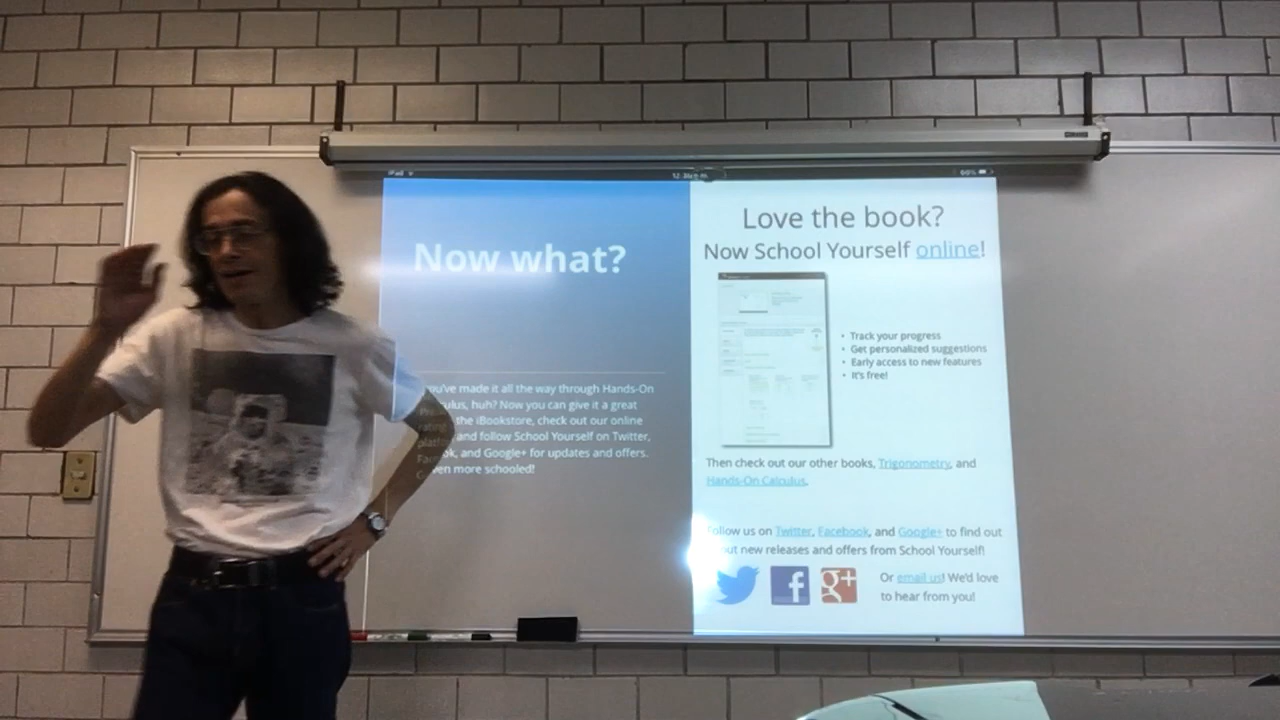 iPad
Now what?
you've made it all the way through Hands-On
huh? Now you can give it a great
rating the iBookstore, check out our online
and follow School Yourself on Twitter,
and Google+ for updates and offers.
even more schooled!
Love the book?
Now School Yourself online!
• Track your progress
• Get personalized suggestions
• Early access to new features
• It's free!
Then check out our other books, Trigonometry, and
Hands-On Calculus.
Follow us on Twitter, Facebook, and Google+ to find out
new releases and offers from School Yourself!
f
g+
Or email us! We'd love
to hear from you!